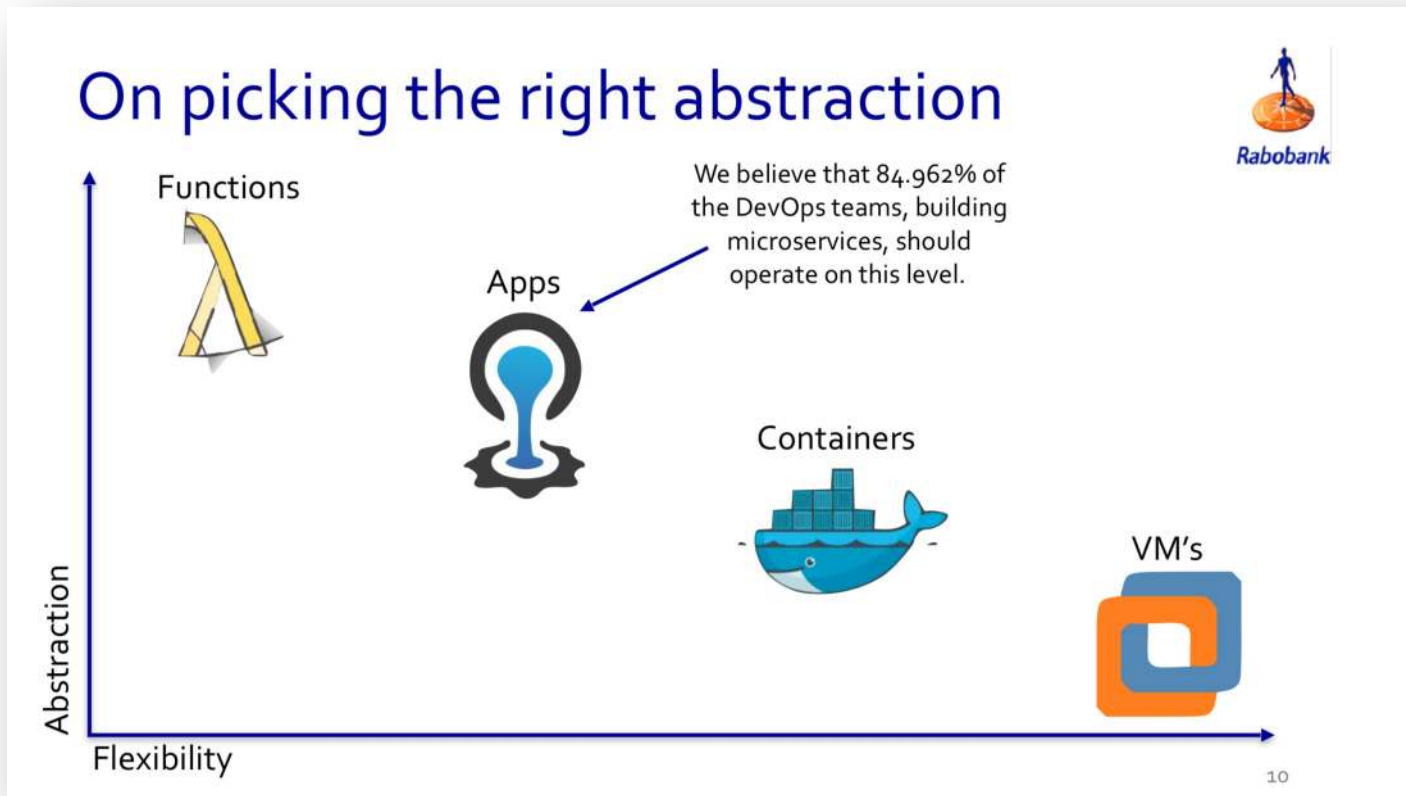 On picking the right abstraction
Rabobank
Functions
We believe that 84.962% of
the DevOps teams, building
microservices, should
operate on this level.
Apps
Containers
VM's
Abstraction
Flexibility
10